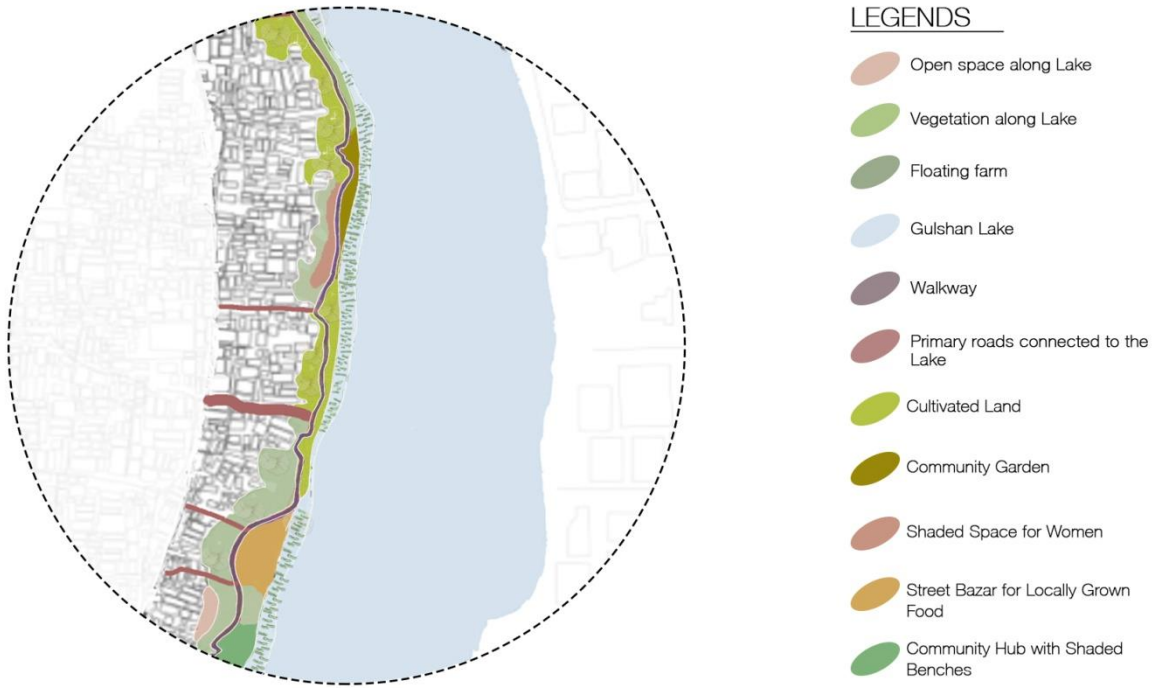 LEGENDS
Open space along Lake
Vegetation along Lake
Floating farm
Gulshan Lake
Walkway
Primary roads connected to the
Lake
Cultivated Land
Community Garden
Shaded Space for Women
Street Bazar for Locally Grown
Food
Community Hub with Shaded
Benches